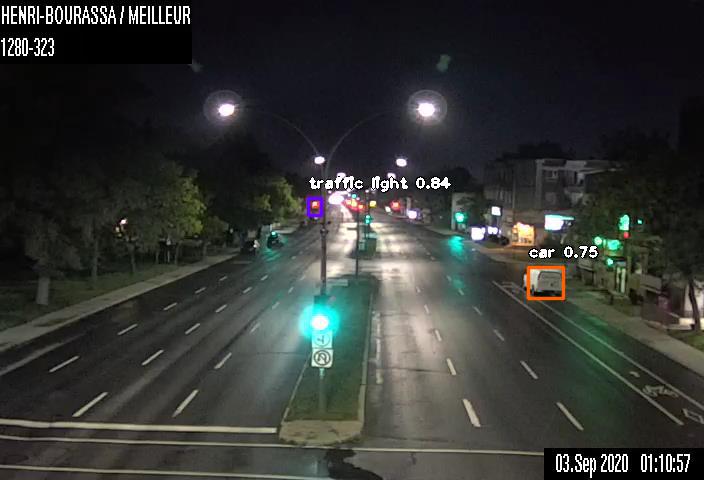 HENRI-BOURASSA / MEILLEUR
1280-323
traffic light 0.84
car 0.75
03.Sep 2020 01:10:57